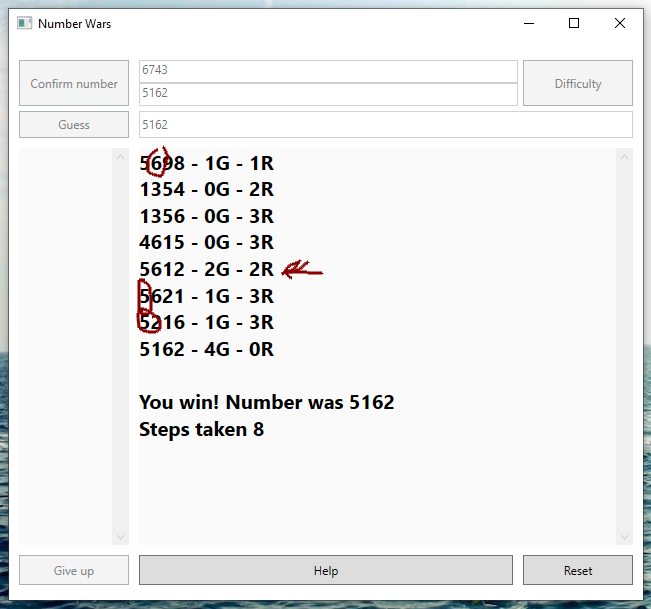 Number Wars
Confirm number
6743
5162
Difficulty
Guess
5162
5698 - 1G - 1R
1354 - 0G - 2R
1356 - 0G - 3R
4615 - 0G - 3R
5612 - 2G - 2R
5621 - 1G - 3R
5216 - 1G - 3R
5162 - 4G - 0R
You win! Number was 5162
Steps taken 8
Give up
Help
Reset